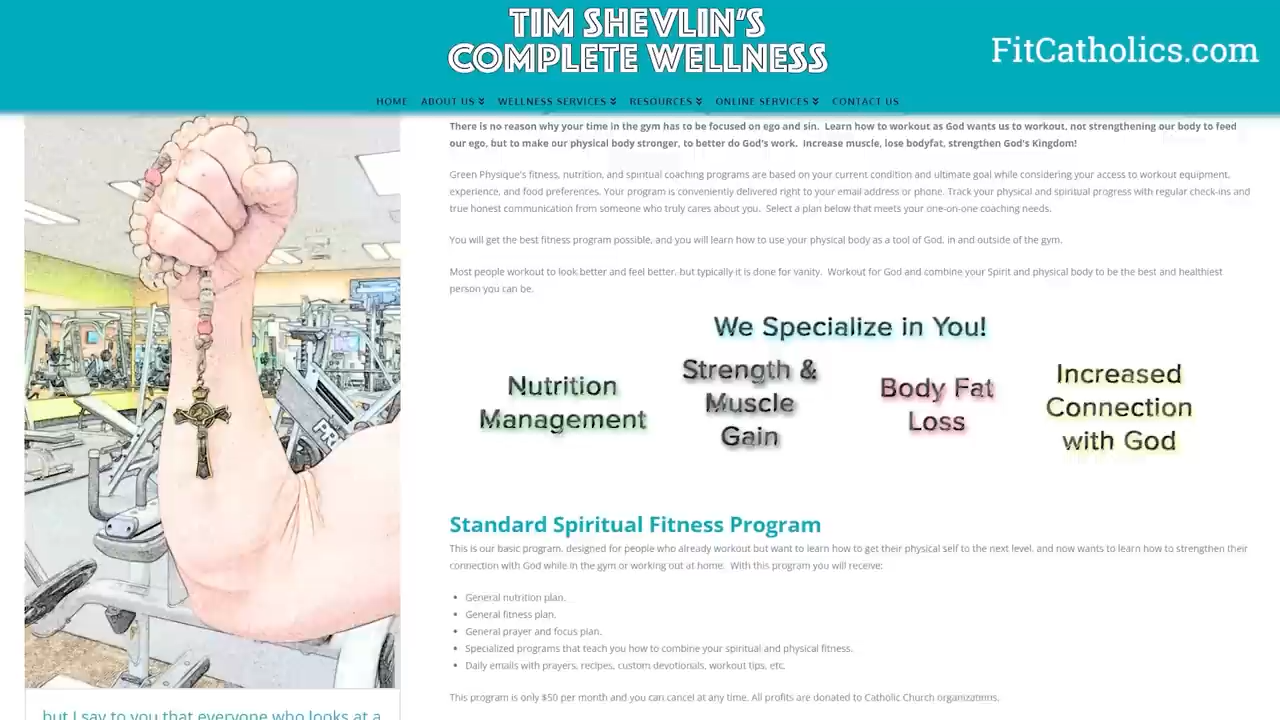 TIM SHEVLIN'S
COMPLETE WELLNESS
FitCatholics.com
HOME ABOUT US WELLNESS SERVICES RESOURCES ONLINE SERVICES CONTACT US
There is no reason why your time in the gym has to be focused on ego and sin. Learn how to workout as God wants us to workout, not strengthening our body to feed
our ego, but to make our physical body stronger, to better do God's work. Increase muscle, lose bodyfat, strengthen God's Kingdom!
Green Physique's fitness, nutrition, and spiritual coaching programs are based on your current condition and ultimate goal while considering your access to workout equipment,
experience, and food preferences. Your program is conveniently delivered right to your email address or phone. Track your physical and spiritual progress with regular check-ins and
true honest communication from someone who truly cares about you. Select a plan below that meets your one-on-one coaching needs.
You will get the best fitness program possible, and you will learn how to use your physical body as a tool of God, in and outside of the gym.
Most people workout to look better and feel better, but typically it is done for vanity. Workout for God and combine your Spirit and physical body to be the best and healthiest
person you can be.
We Specialize in You!
Nutrition
Management
Strength &
Muscle
Gain
Body Fat
Loss
Increased
Connection
with God
Standard Spiritual Fitness Program
This is our basic program, designed for people who already workout but want to learn how to get their physical self to the next level, and now wants to learn how to strengthen their
connection with God while in the gym or working out at home. With this program you will receive:
• General nutrition plan.
• General fitness plan.
• General prayer and focus plan.
• Specialized programs that teach you how to combine your spiritual and physical fitness.
• Daily emails with prayers, recipes, custom devotionals, workout tips, etc.
This program is only $50 per month and you can cancel at any time. All profits are donated to Catholic Church organizations.
PR
but I say to you that everyone who looks at a